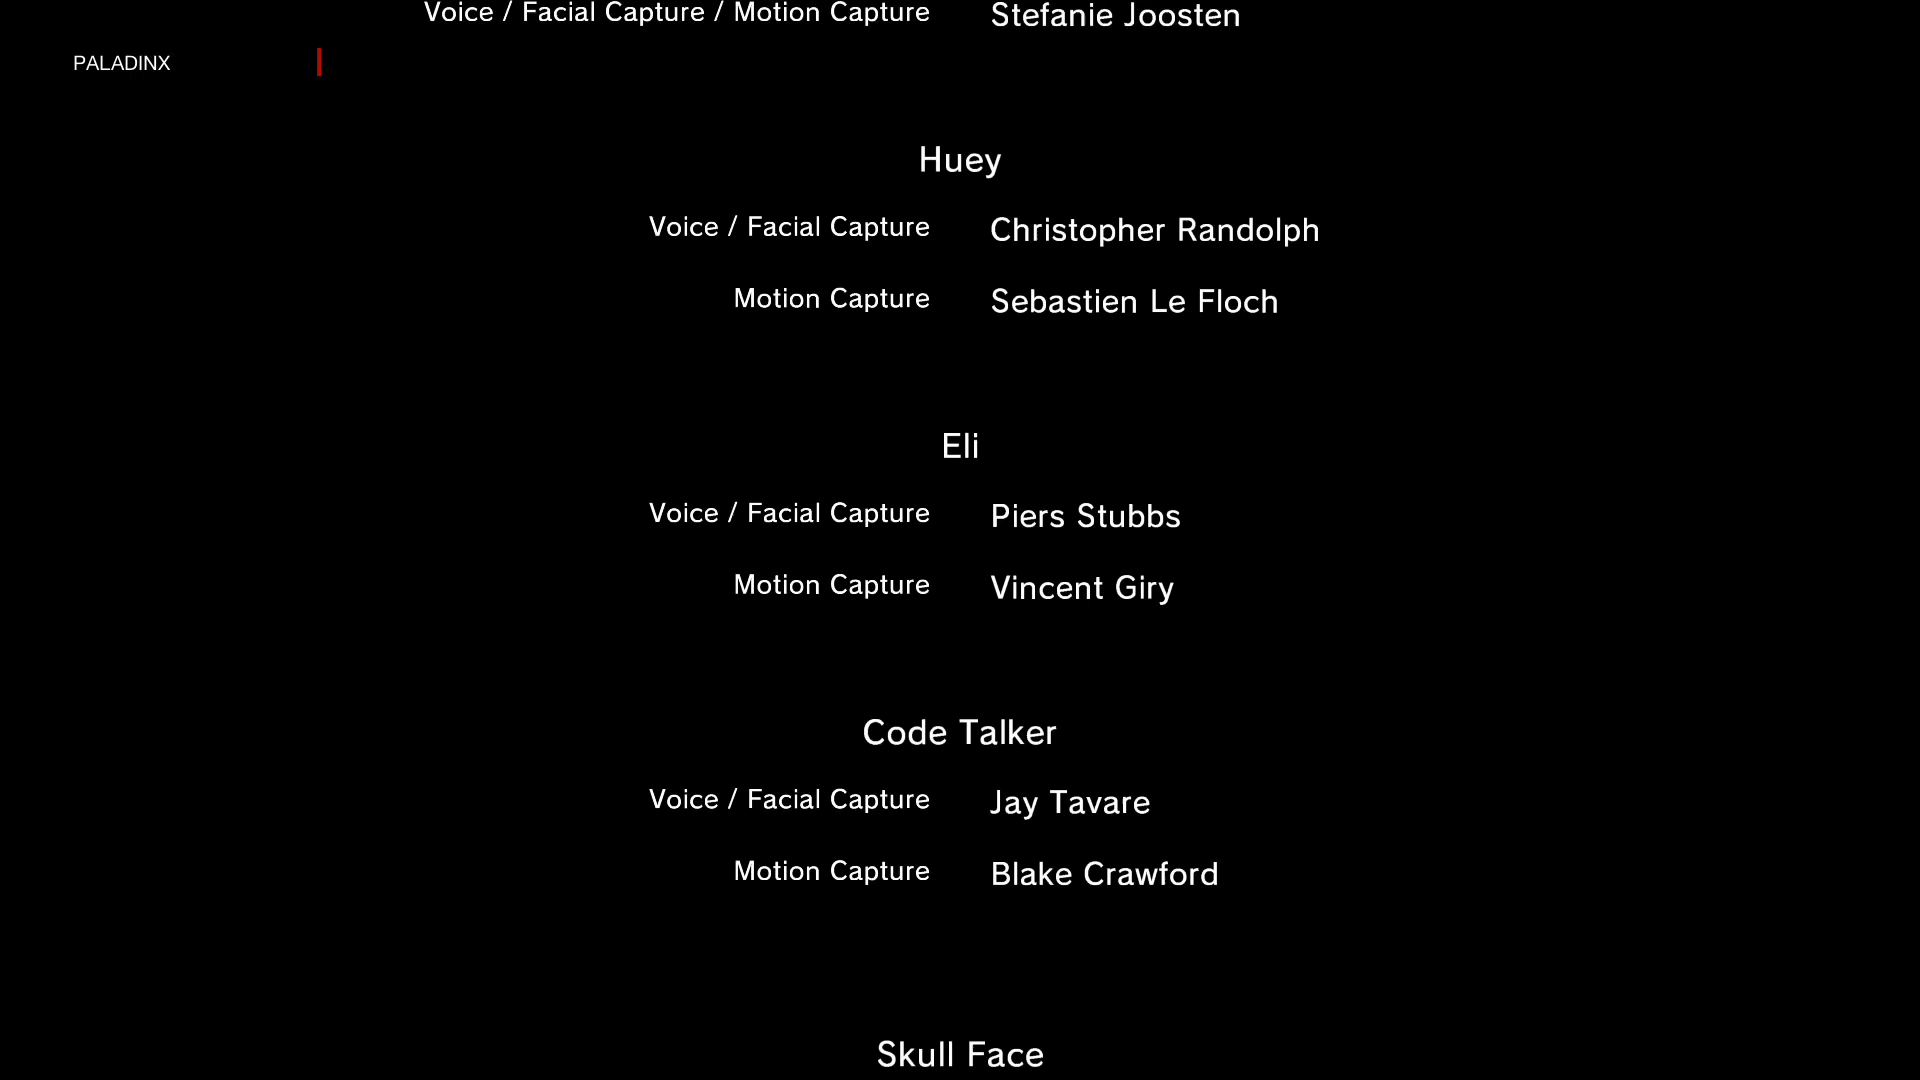 Voice / Facial Capture / Motion Capture Stefanie Joosten
PALADINX
Huey
Voice / Facial Capture Christopher Randolph
Motion Capture Sebastien Le Floch
Eli
Voice / Facial Capture Piers Stubbs
Motion Capture Vincent Giry
Code Talker
Voice / Facial Capture Jay Tavare
Motion Capture Blake Crawford
Skull Face